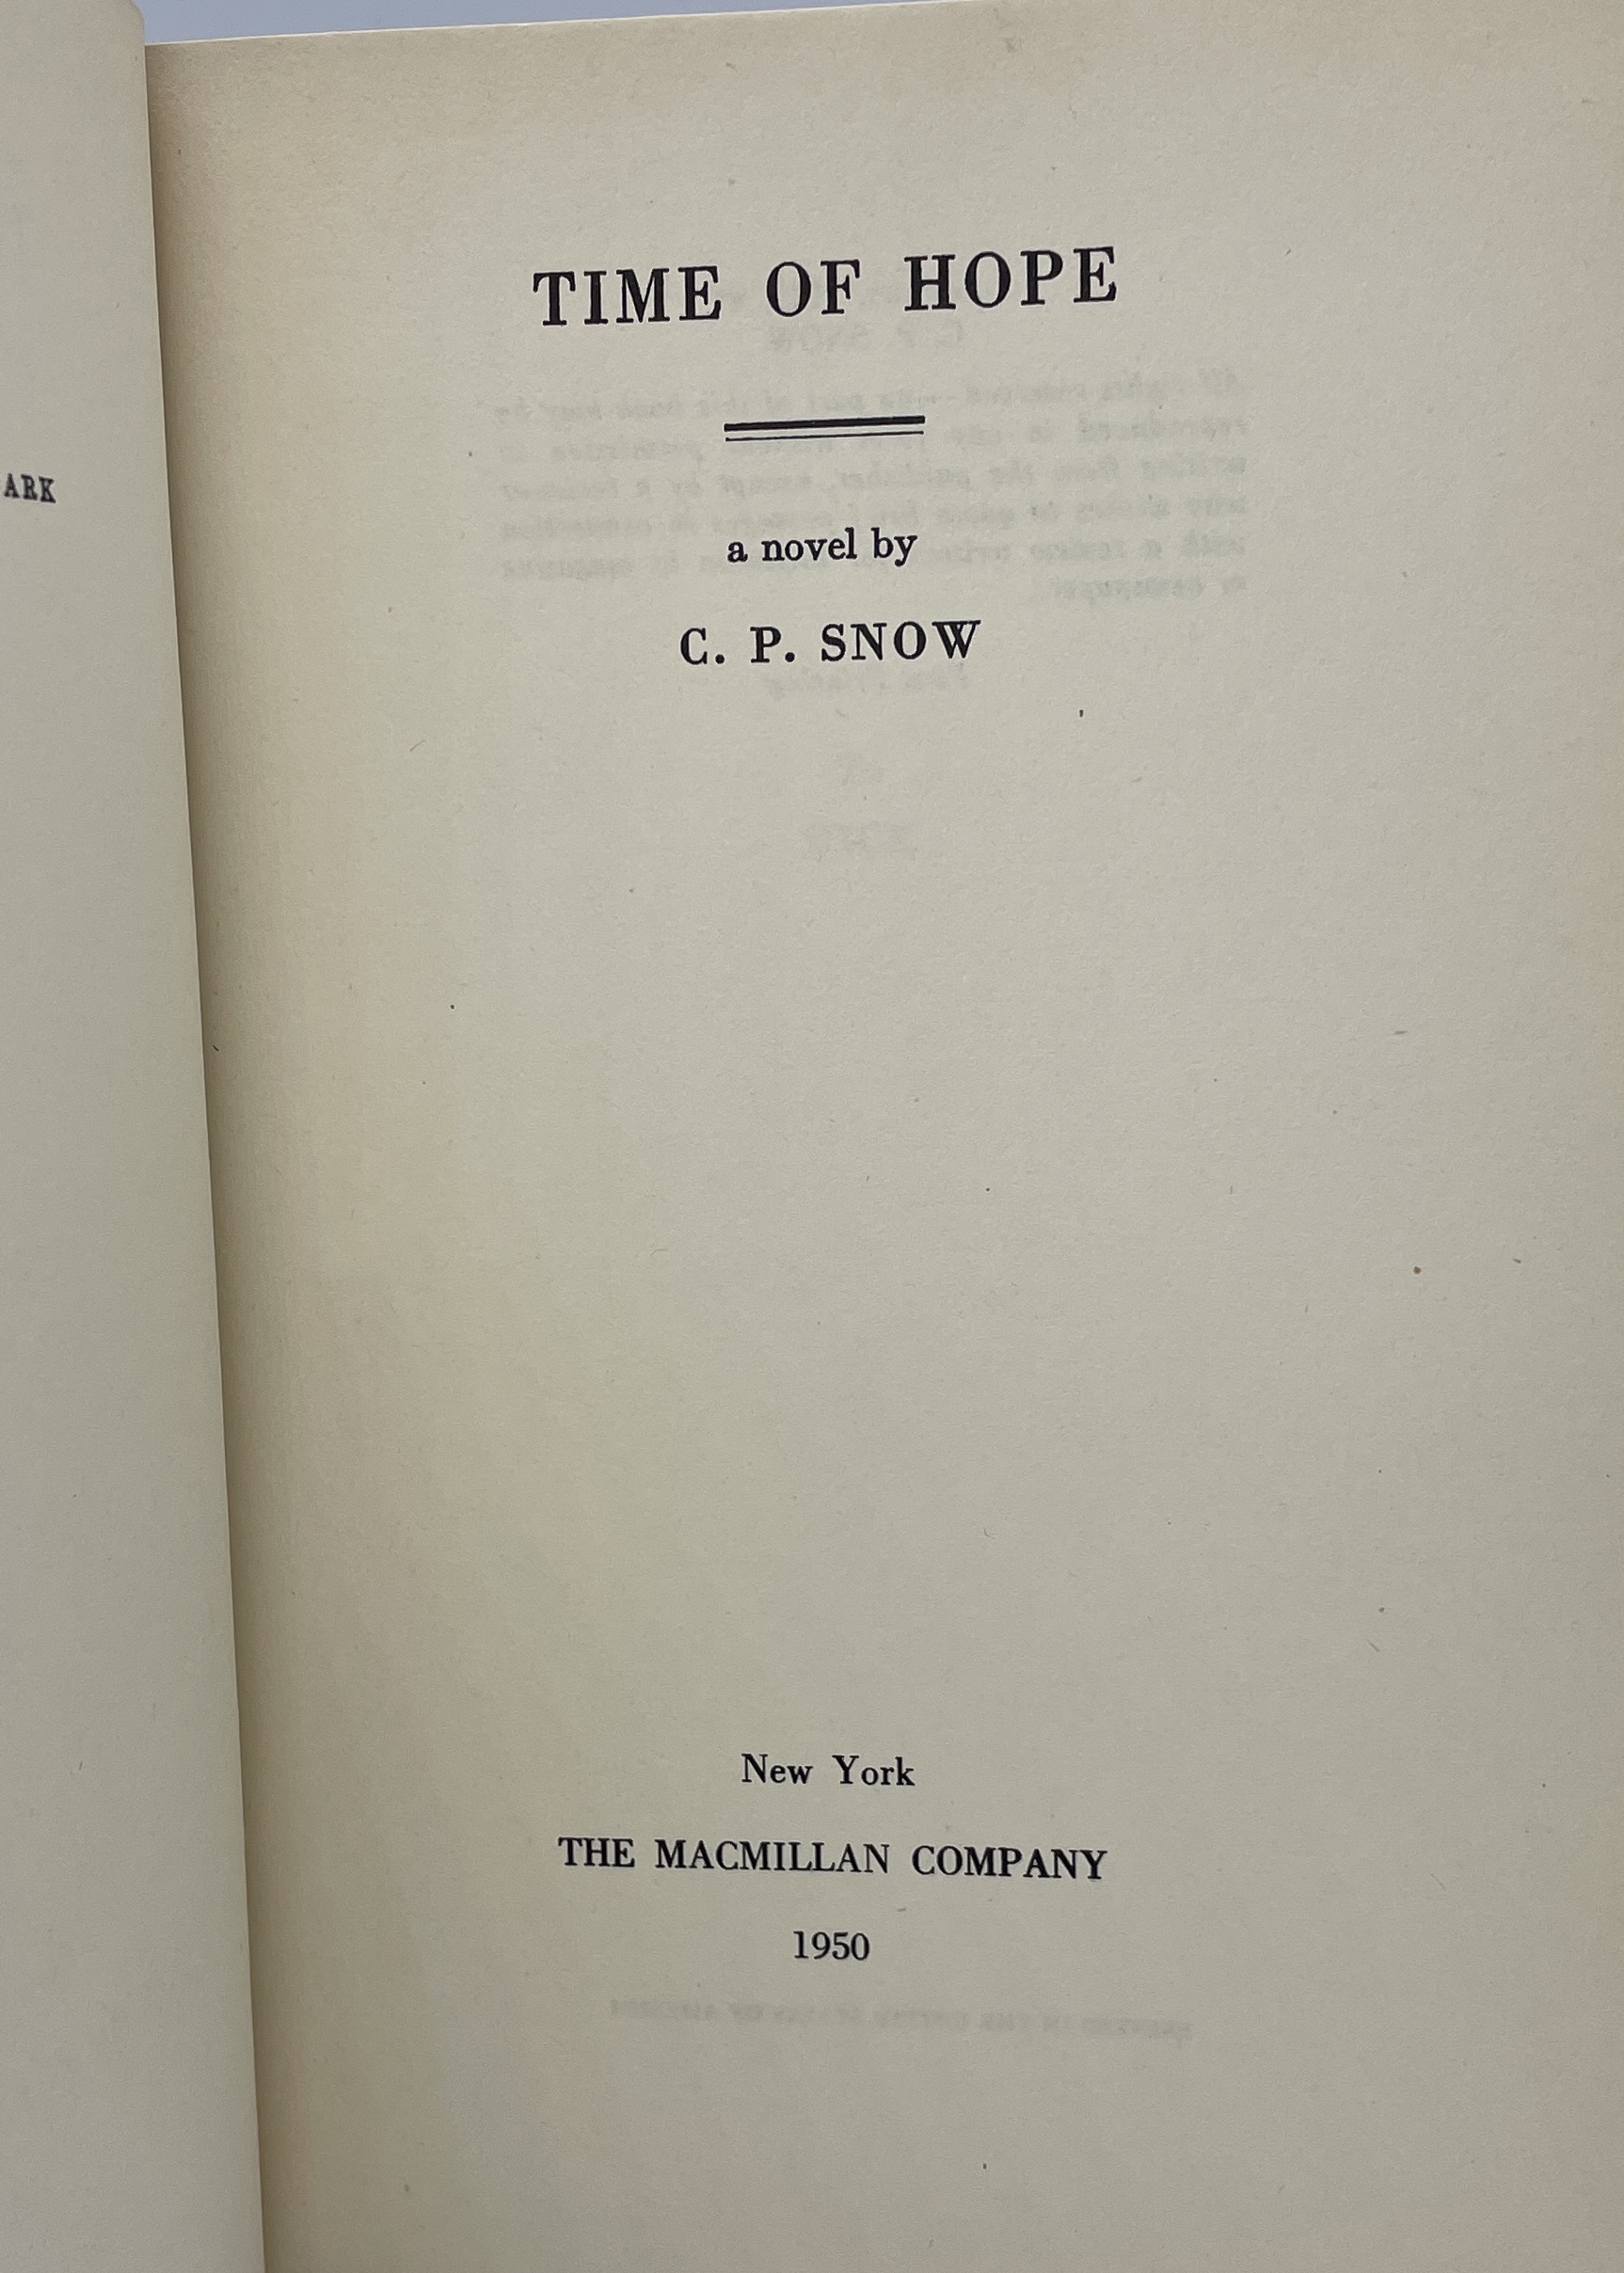 ARK
TIME OF HOPE
a novel by
C. P. SNOW
New York
THE MACMILLAN COMPANY
1950